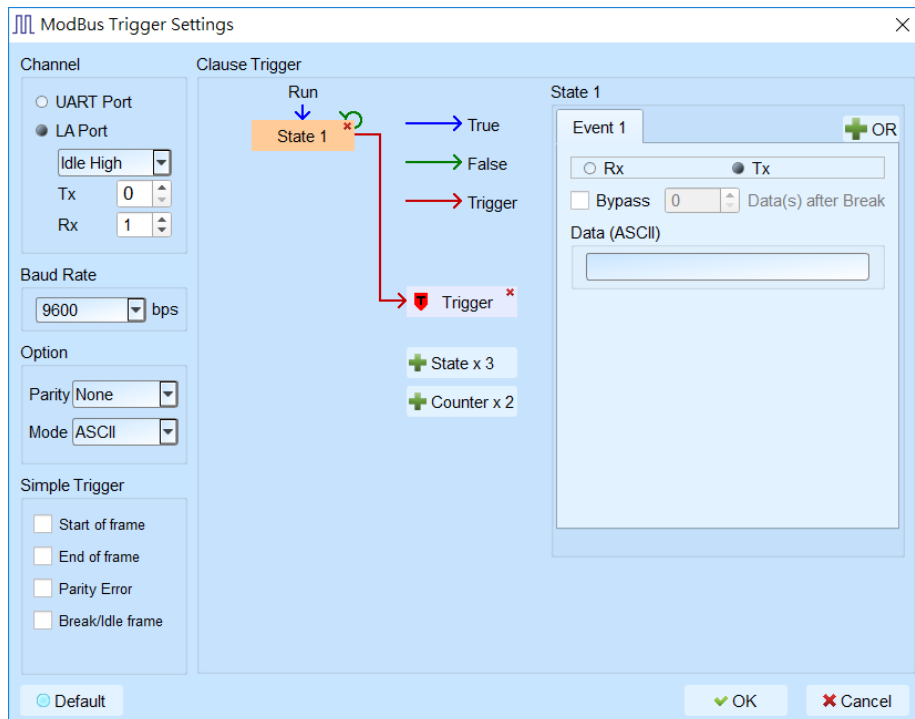 ModBus Trigger Settings
Channel
UART Port
LA Port
Idle High
Tx 0
Rx 1
Baud Rate
9600 bps
Option
Parity None
Mode ASCII
Simple Trigger
Start of frame
End of frame
Parity Error
Break/Idle frame
Clause Trigger
Run
State 1
True
False
Trigger
T Trigger
State x 3
Counter x 2
State 1
Event 1 OR
Rx Tx
Bypass 0 Data(s) after Break
Data (ASCII)
Default OK Cancel